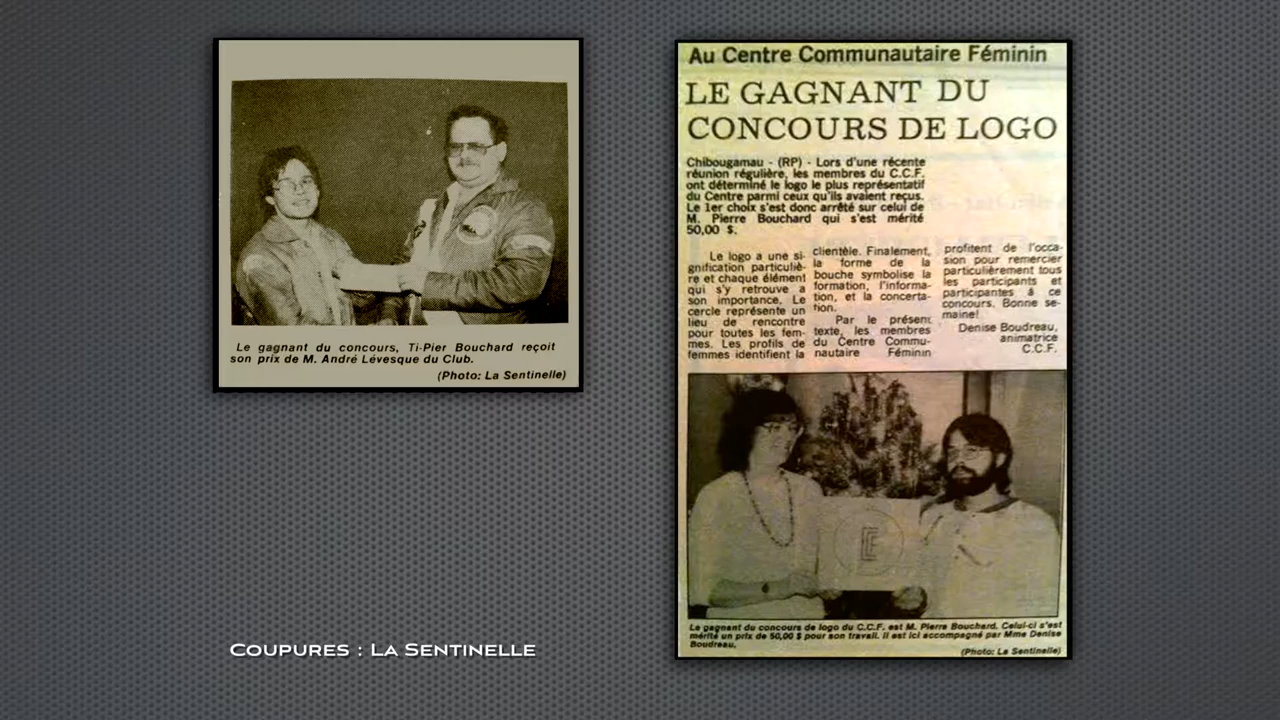 Le gagnant du concours, Ti-Pier Bouchard reçoit
son prix de M. André Lévesque du Club.
(Photo: La Sentinelle)
Coupures : La Sentinelle
Au Centre Communautaire Féminin
LE GAGNANT DU
CONCOURS DE LOGO
Chibougamau - (RP) - Lors d'une récente
réunion régulière, les membres du C.C.F.
ont déterminé le logo le plus représentatif
du Centre parmi ceux qu'ils avaient reçus.
Le 1er choix s'est donc arrêté sur celui de
M. Pierre Bouchard qui s'est mérité
50,00 $.
Le logo a une si-
gnification particuliè-
re et chaque élément
qui s'y retrouve a
son importance. Le
cercle représente un
lieu de rencontre
pour toutes les fem-
mes. Les profils de
femmes identifient la
clientèle. Finalement,
la forme de la
bouche symbolise la
formation, l'informa-
tion, et la concerta-
tion.
Par le présent
texte, les membres
du Centre Commu-
nautaire Féminin
profitent de l'occa-
sion pour remercier
particulièrement tous
les participants et
participantes à ce
concours. Bonne se-
maine!
Denise Boudreau,
animatrice
C.C.F.
Le gagnant du concours de logo du C.C.F. est M. Pierre Bouchard. Celui-ci s'est
mérité un prix de 50,00 $ pour son travail. Il est ici accompagné par Mme Denise
Boudreau.
(Photo: La Sentinelle)